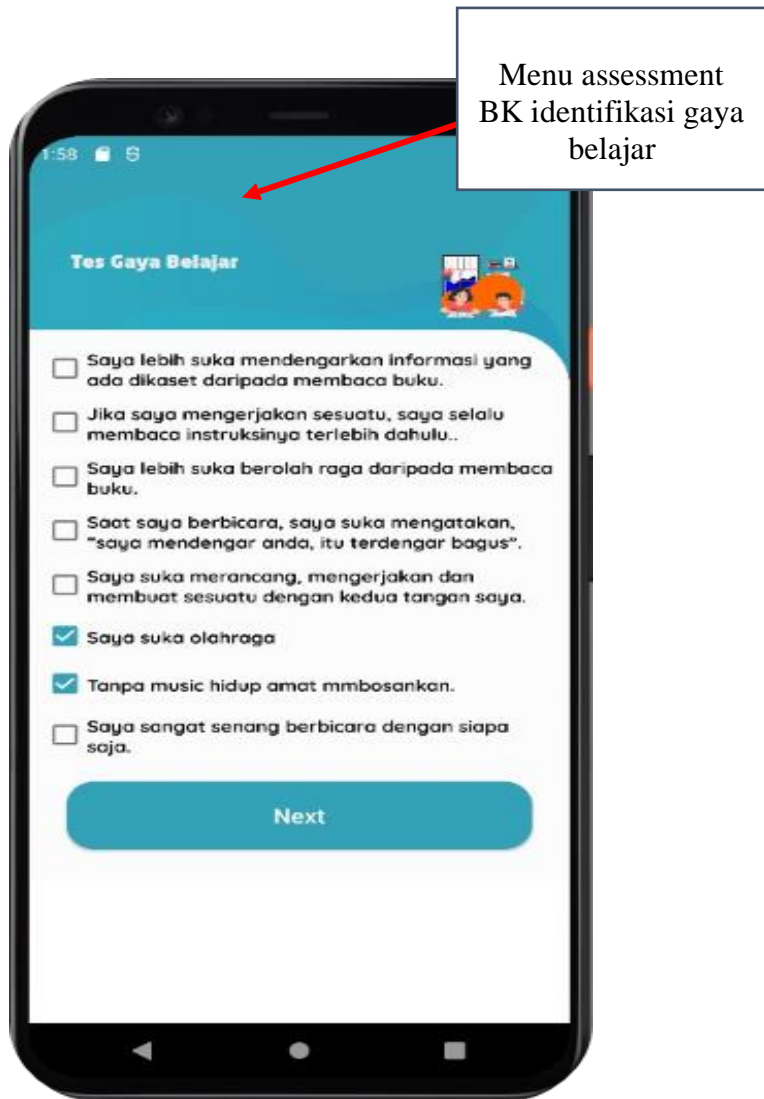 Menu assessment
BK identifikasi gaya
belajar
1:58
Tes Gaya Belajar
Saya lebih suka mendengarkan informasi yang
ada dikaset daripada membaca buku.
Jika saya mengerjakan sesuatu, saya selalu
membaca instruksinya terlebih dahulu..
Saya lebih suka berolah raga daripada membaca
buku.
Saat saya berbicara, saya suka mengatakan,
"saya mendengar anda, itu terdengar bagus".
Saya suka merancang, mengerjakan dan
membuat sesuatu dengan kedua tangan saya.
Saya suka olahraga
Tanpa music hidup amat mmbosankan.
Saya sangat senang berbicara dengan siapa
saja.
Next